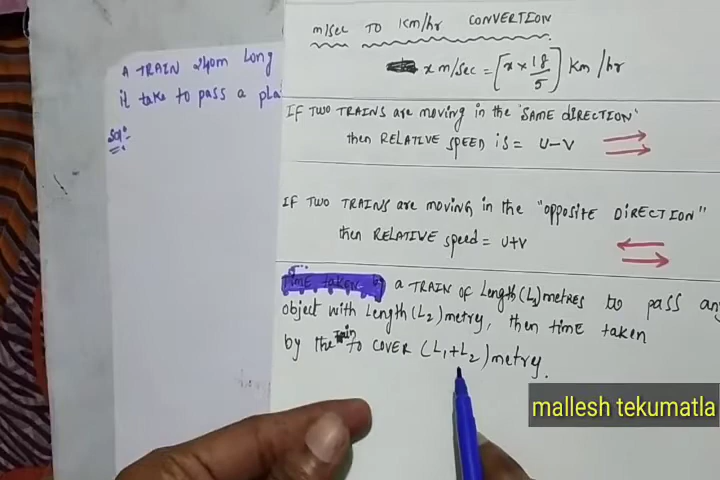 A TRAIN 240m Long
it take to pass a pla
Sol:-
m/sec TO Km/hr CONVERTION
x m/sec = [x × 18/5] Km/hr
IF TWO TRAINS are moving in the "SAME dIRECTION"
then RELATIVE SPEED is = U-V
IF TWO TRAINS are moving in the "OPPOSITE DIRECTION"
then RELATIVE Speed = U+V
TIME taken by a TRAIN OF Length(L1)metres to pass any
object with Length(L2)metry, then time taken
by the train to COVER (L1+L2)metry.
mallesh tekumatla